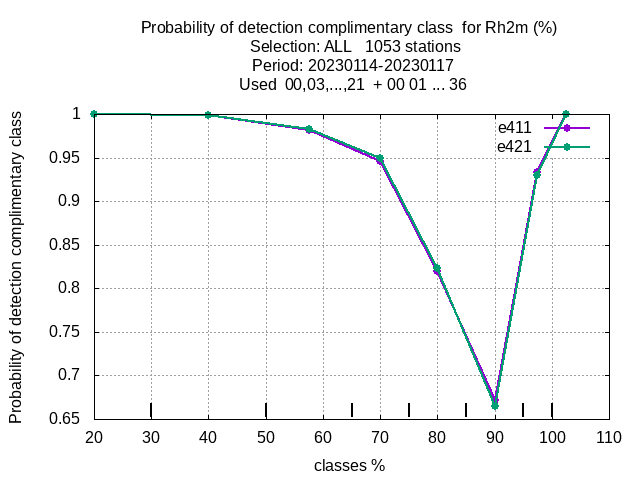 Probability of detection complimentary class  for Rh2m (%)
Selection: ALL   1053 stations
Period: 20230114-20230117
Used  00,03,...,21  + 00 01 ... 36
Probability of detection complimentary class
1
0.95
0.9
0.85
0.8
0.75
0.7
0.65
e411
e421
20 30 40 50 60 70 80 90 100 110
classes %